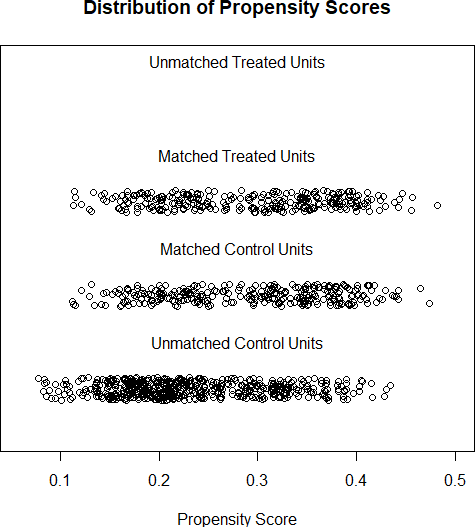 Distribution of Propensity Scores
Unmatched Treated Units
Matched Treated Units
Matched Control Units
Unmatched Control Units
0.1 0.2 0.3 0.4 0.5
Propensity Score